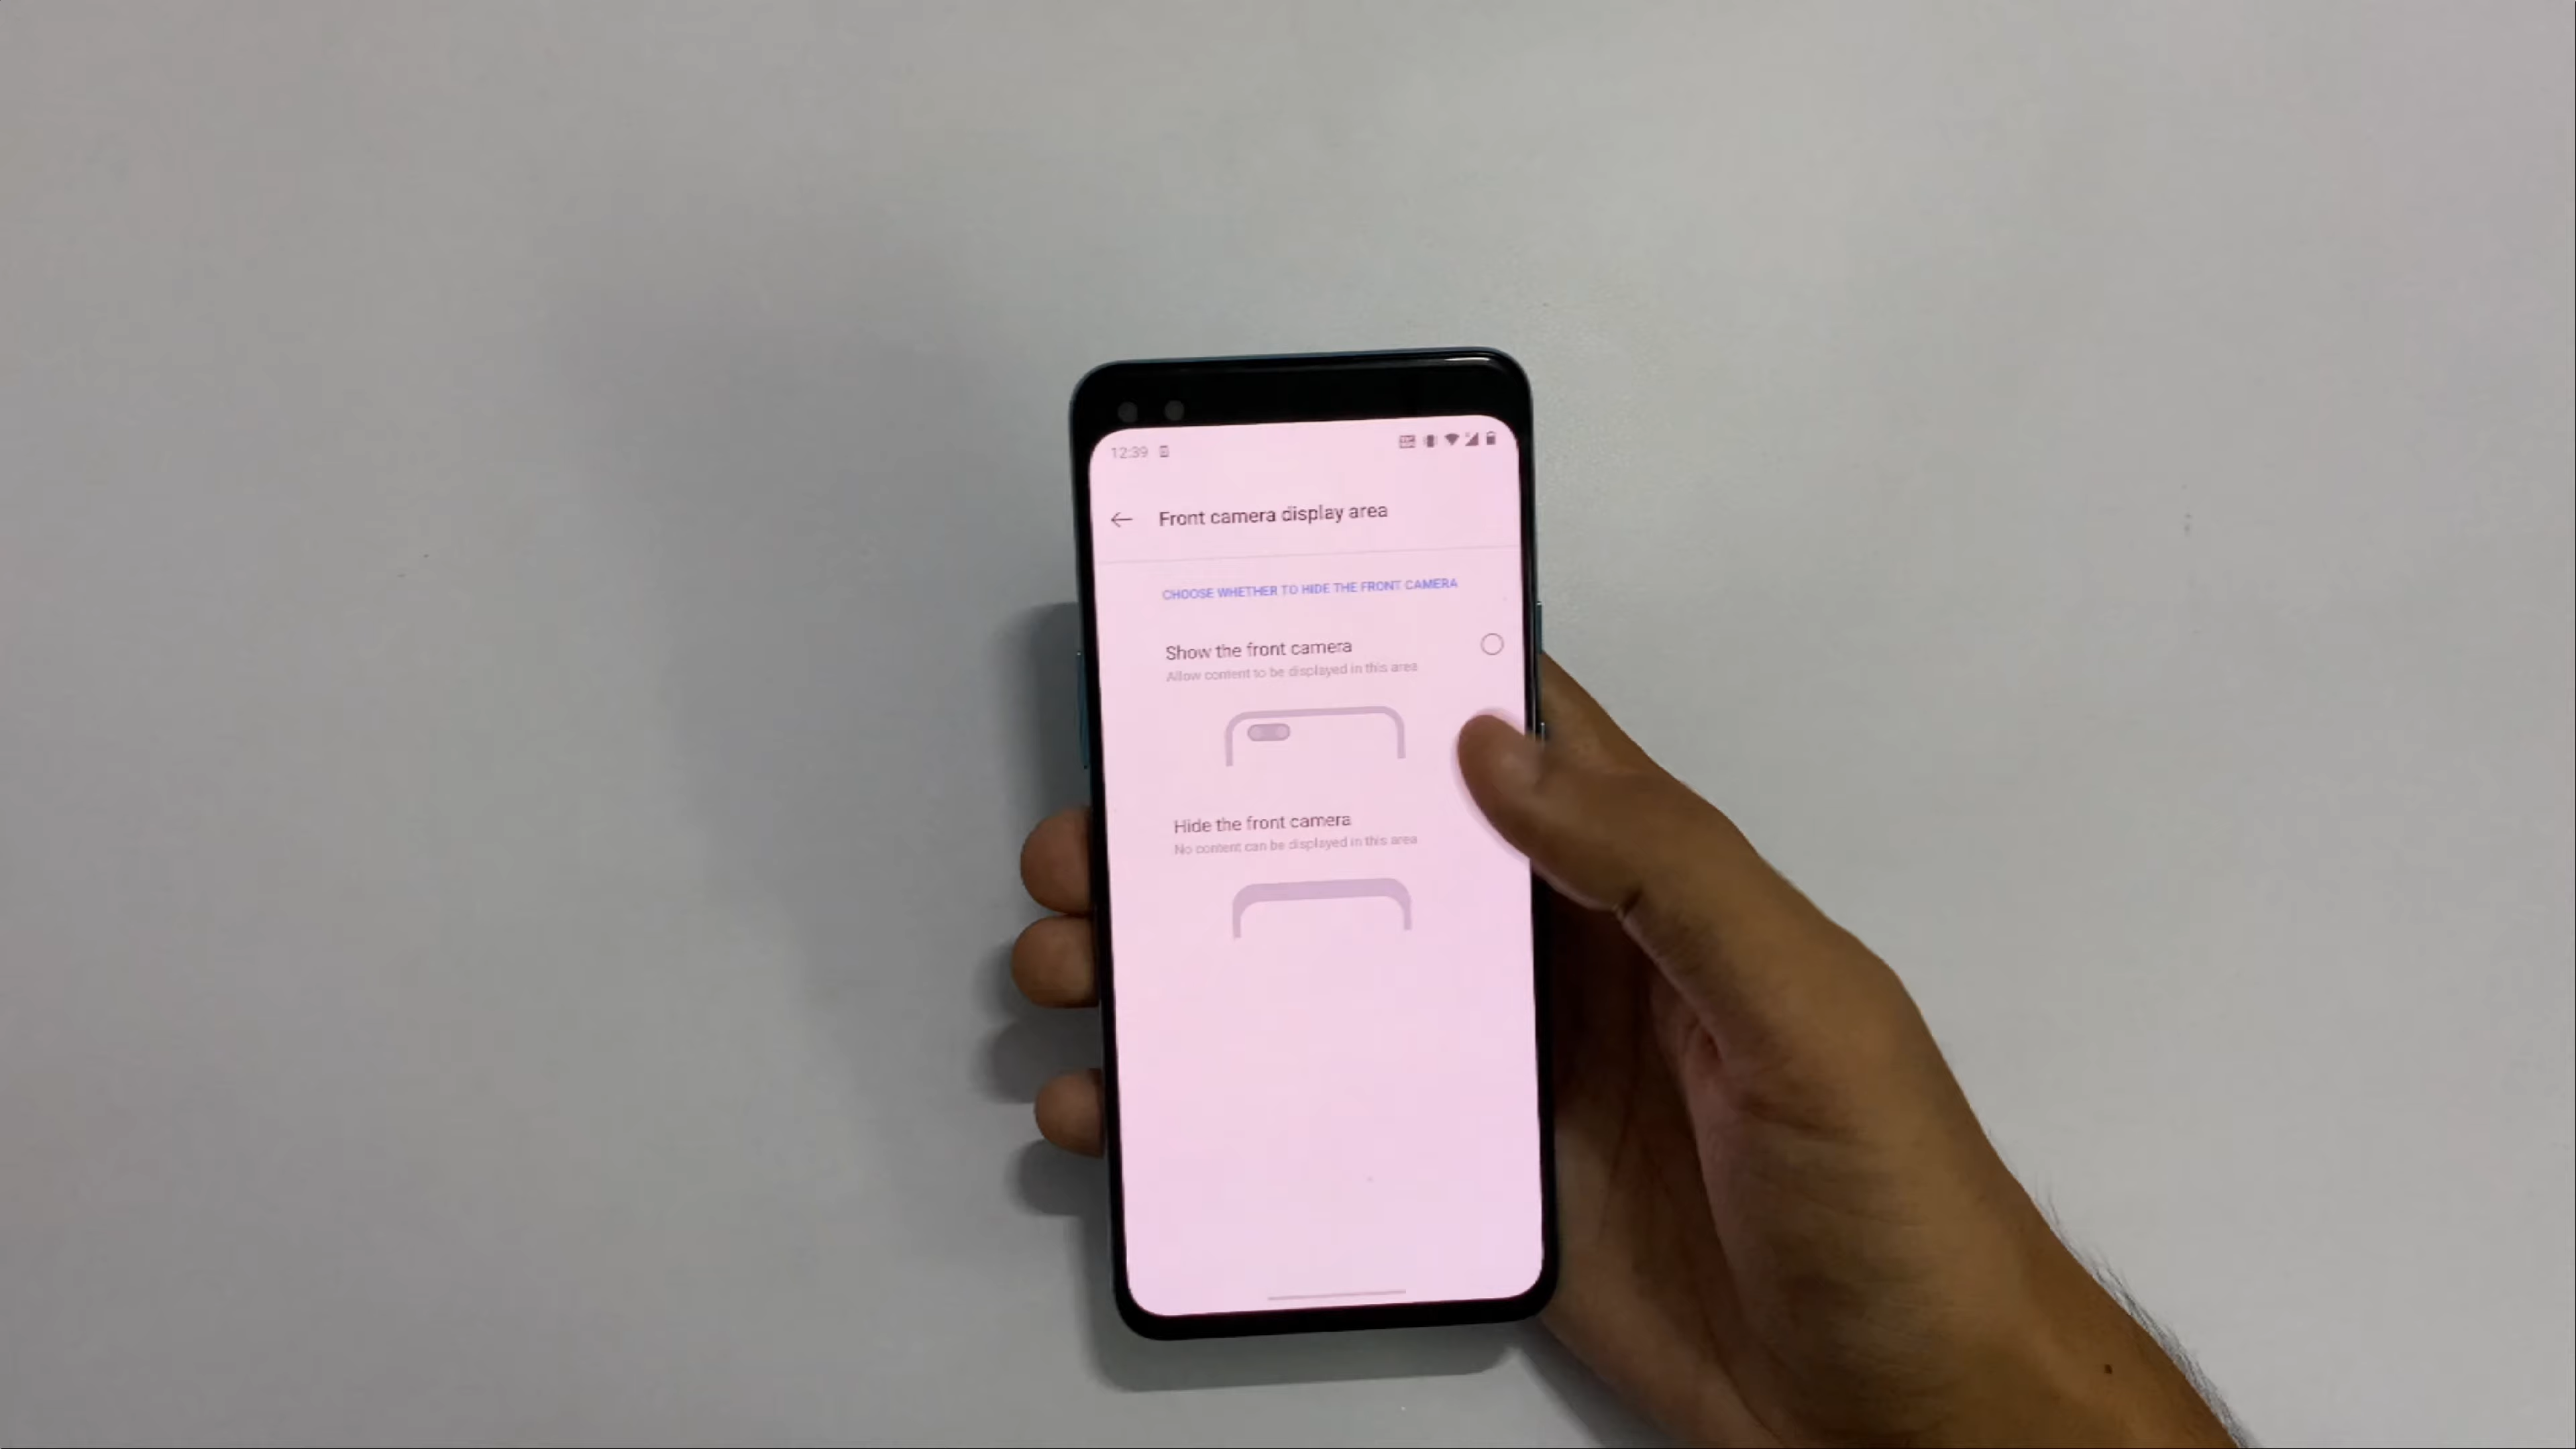 12:39
Front camera display area
CHOOSE WHETHER TO HIDE THE FRONT CAMERA
Show the front camera
Allow content to be displayed in this area
Hide the front camera
No content can be displayed in this area